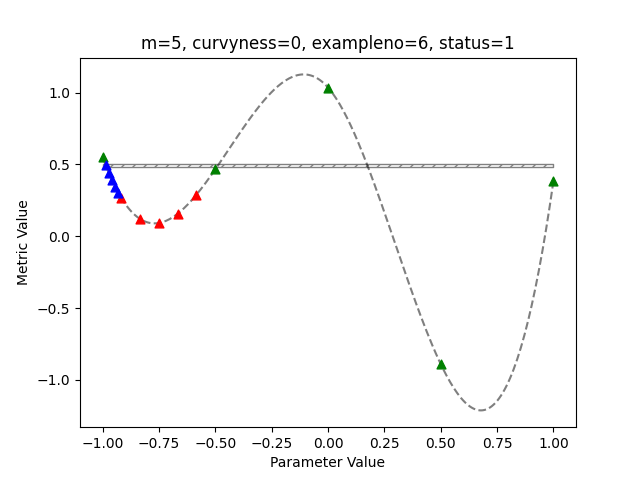 m=5, curvyness=0, exampleno=6, status=1
1.0
0.5
0.0
−0.5
−1.0
Metric Value
−1.00 −0.75 −0.50 −0.25 0.00 0.25 0.50 0.75 1.00
Parameter Value